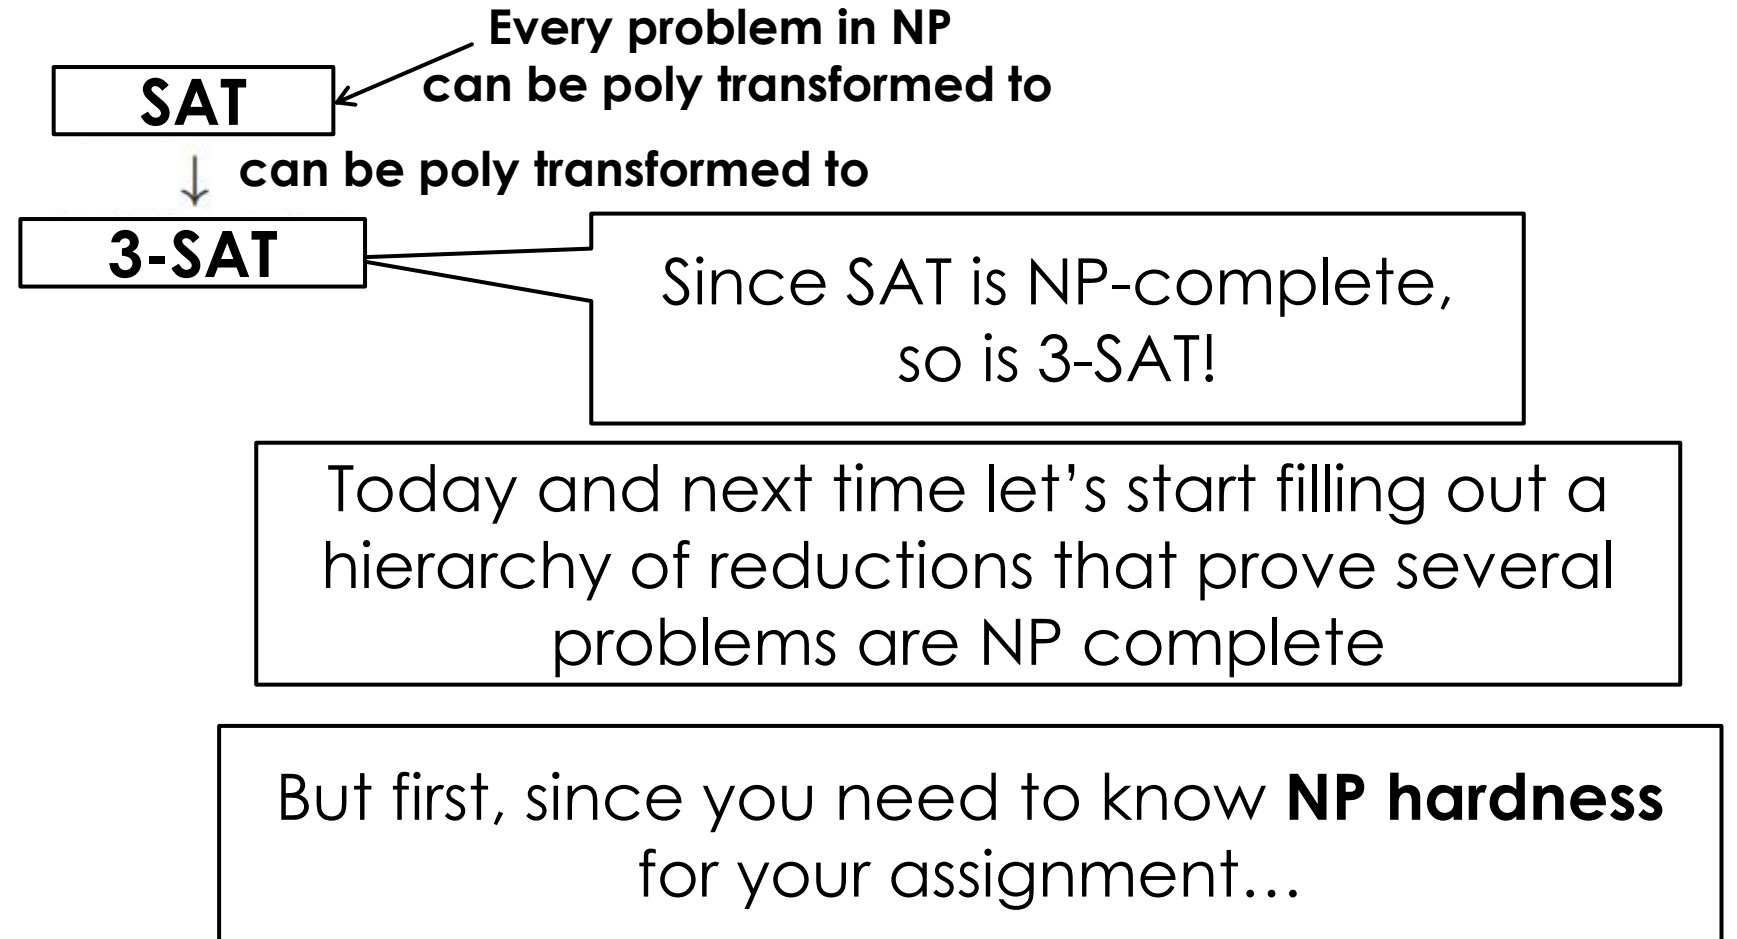 Every problem in NP
can be poly transformed to
SAT
↓ can be poly transformed to
3-SAT
Since SAT is NP-complete,
so is 3-SAT!
Today and next time let’s start filling out a
hierarchy of reductions that prove several
problems are NP complete
But first, since you need to know NP hardness
for your assignment…